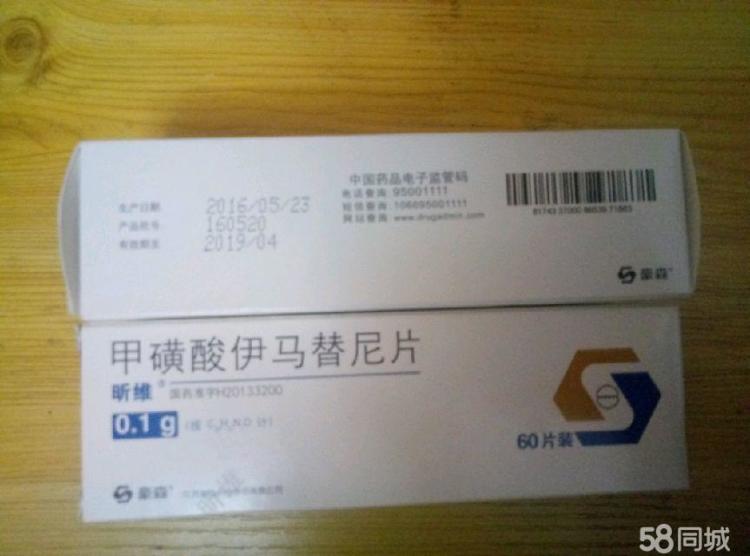 生产日期: 2016/05/23
产品批号: 160520
有效期至: 2019/04
中国药品电子监管码
电话查询: 95001111
短信查询: 106695001111
网站查询: www.drugadmin.com
豪森
甲磺酸伊马替尼片
昕维®
国药准字H20133200
0.1g
60片装
豪森
58同城